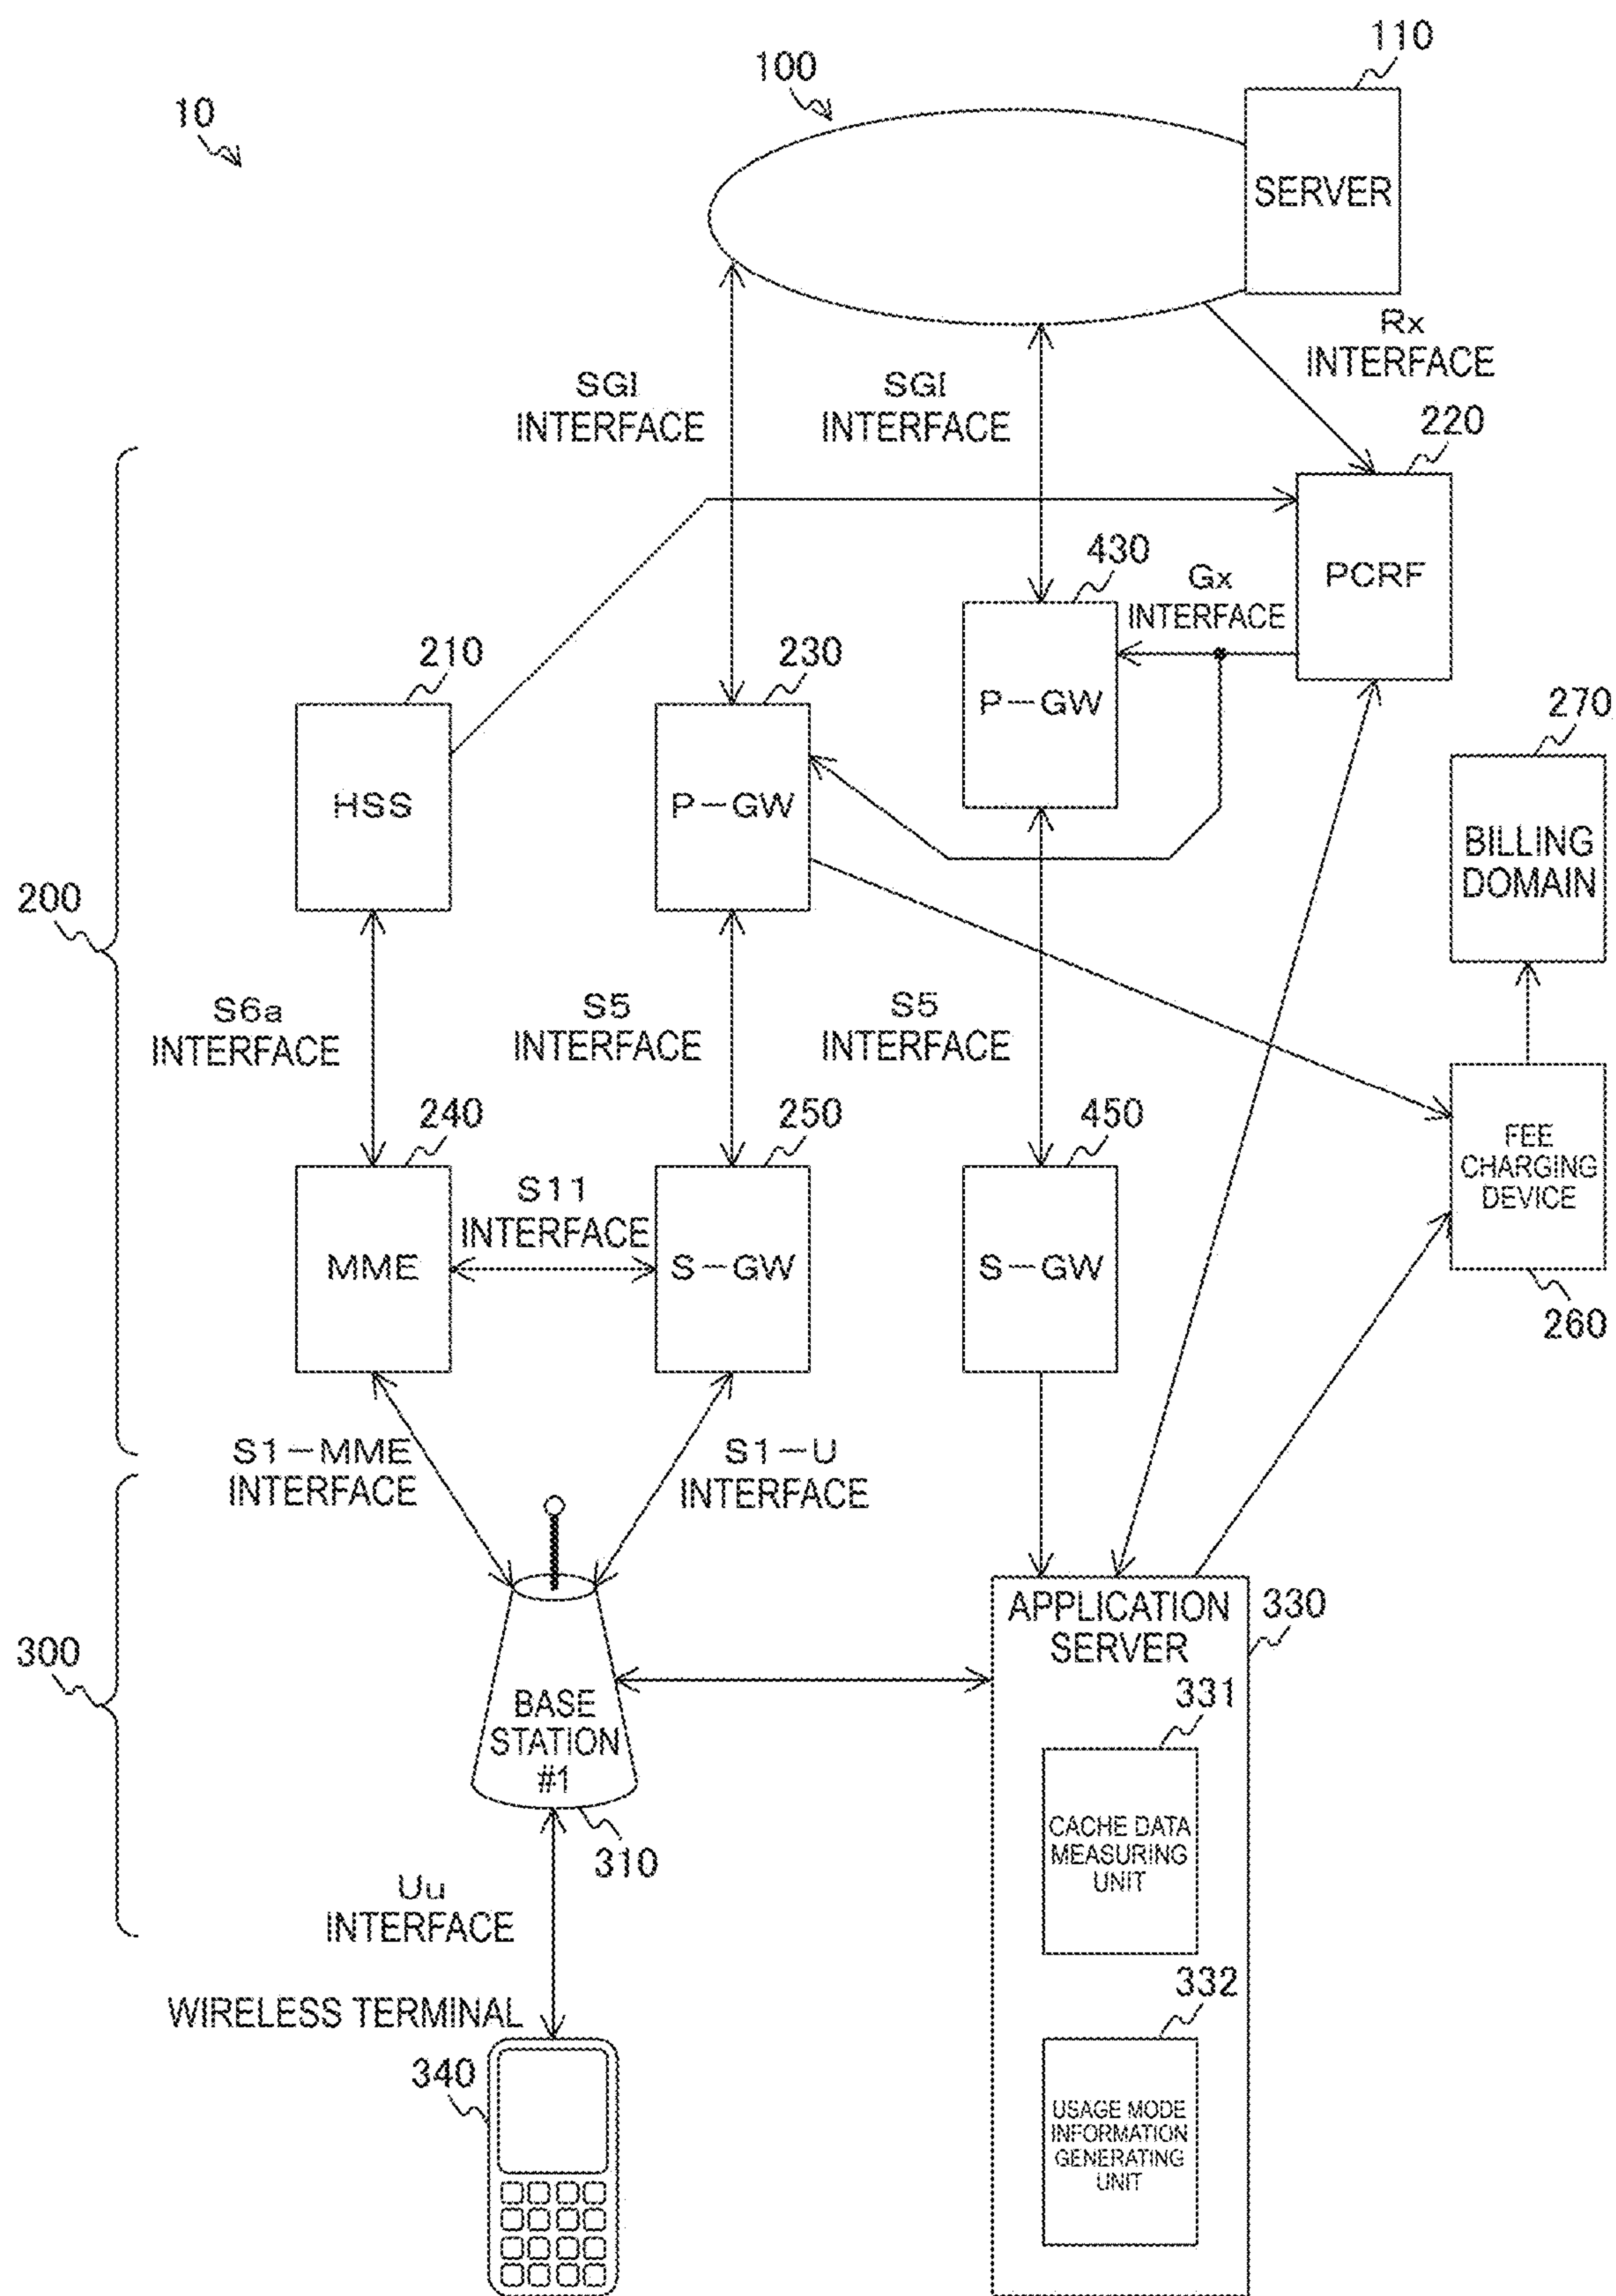 110
100
10
SERVER
Rx
INTERFACE
SGI
INTERFACE
SGI
INTERFACE
220
430
Gx
INTERFACE
PCRF
210
230
P-GW
270
HSS
P-GW
BILLING
DOMAIN
200
S6a
INTERFACE
S5
INTERFACE
S5
INTERFACE
240
250
450
FEE
CHARGING
DEVICE
S11
INTERFACE
MME
S-GW
S-GW
260
S1-MME
INTERFACE
S1-U
INTERFACE
APPLICATION
SERVER
330
300
BASE
STATION
#1
331
CACHE DATA
MEASURING
UNIT
310
Uu
INTERFACE
332
WIRELESS TERMINAL
340
USAGE MODE
INFORMATION
GENERATING
UNIT